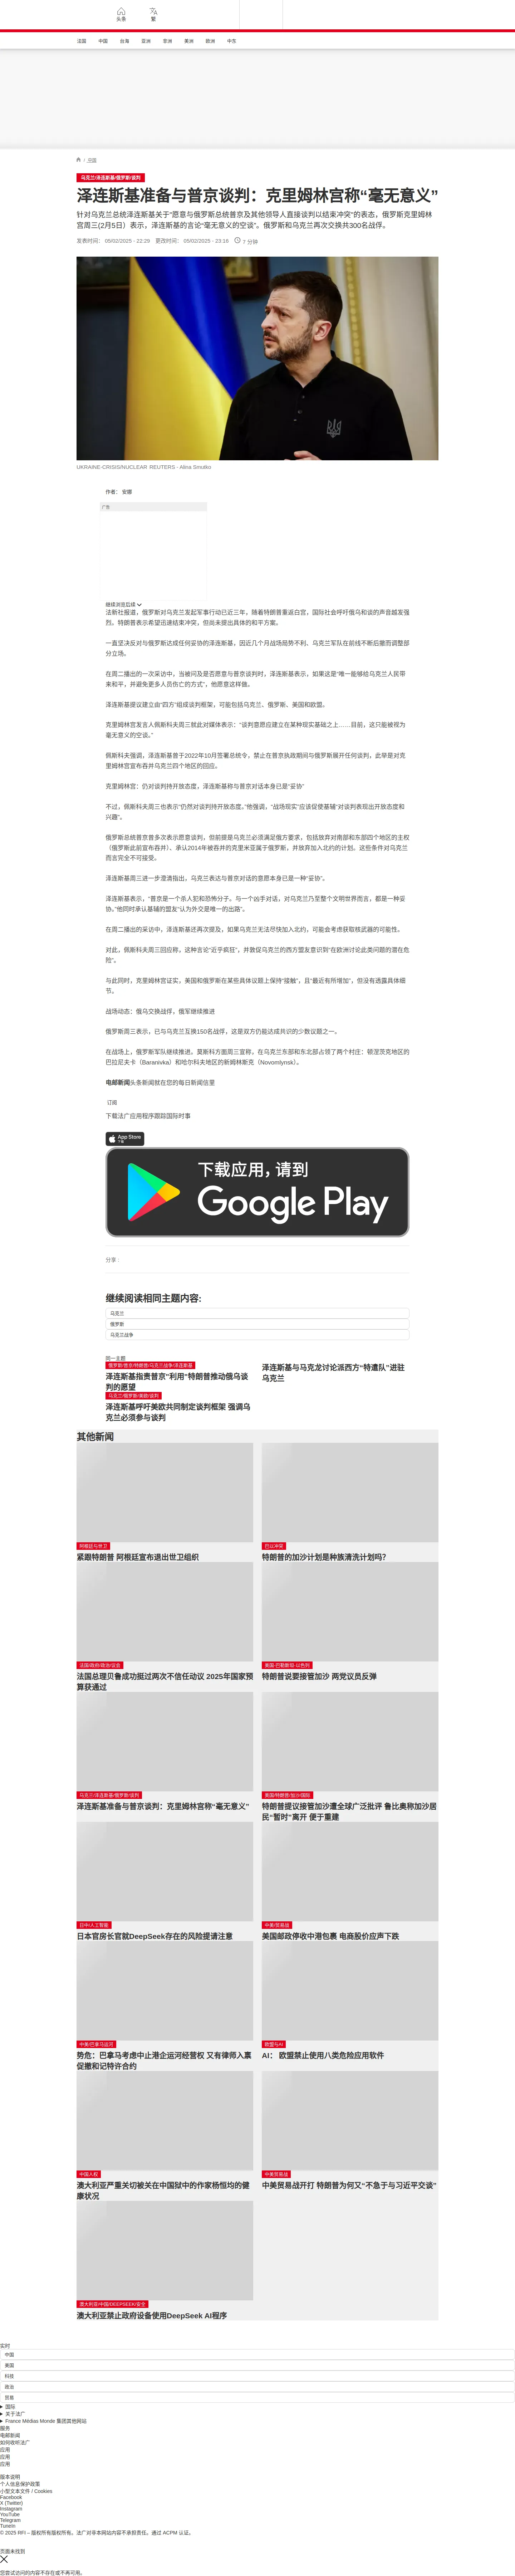 头条
繁
法国
中国
台海
亚洲
非洲
美洲
欧洲
中东
/ 中国
乌克兰/泽连斯基/俄罗斯/谈判
泽连斯基准备与普京谈判：克里姆林宫称“毫无意义”
针对乌克兰总统泽连斯基关于“愿意与俄罗斯总统普京及其他领导人直接谈判以结束冲突”的表态，俄罗斯克里姆林
宫周三(2月5日）表示，泽连斯基的言论“毫无意义的空谈”。俄罗斯和乌克兰再次交换共300名战俘。
发表时间： 05/02/2025 - 22:29 更改时间： 05/02/2025 - 23:16 7 分钟
UKRAINE-CRISIS/NUCLEAR REUTERS - Alina Smutko
作者： 安娜
广告
继续浏览后续
法新社报道，俄罗斯对乌克兰发起军事行动已近三年，随着特朗普重返白宫，国际社会呼吁俄乌和谈的声音越发强
烈。特朗普表示希望迅速结束冲突，但尚未提出具体的和平方案。
一直坚决反对与俄罗斯达成任何妥协的泽连斯基，因近几个月战场局势不利、乌克兰军队在前线不断后撤而调整部
分立场。
在周二播出的一次采访中，当被问及是否愿意与普京谈判时，泽连斯基表示，如果这是“唯一能够给乌克兰人民带
来和平，并避免更多人员伤亡的方式”，他愿意这样做。
泽连斯基提议建立由“四方”组成谈判框架，可能包括乌克兰、俄罗斯、美国和欧盟。
克里姆林宫发言人佩斯科夫周三就此对媒体表示：“谈判意愿应建立在某种现实基础之上……目前，这只能被视为
毫无意义的空谈。”
佩斯科夫强调，泽连斯基曾于2022年10月签署总统令，禁止在普京执政期间与俄罗斯展开任何谈判，此举是对克
里姆林宫宣布吞并乌克兰四个地区的回应。
克里姆林宫：仍对谈判持开放态度，泽连斯基称与普京对话本身已是“妥协”
不过，佩斯科夫周三也表示“仍然对谈判持开放态度。”他强调，“战场现实”应该促使基辅“对谈判表现出开放态度和
兴趣”。
俄罗斯总统普京曾多次表示愿意谈判，但前提是乌克兰必须满足俄方要求，包括放弃对南部和东部四个地区的主权
（俄罗斯此前宣布吞并）、承认2014年被吞并的克里米亚属于俄罗斯，并放弃加入北约的计划。这些条件对乌克兰
而言完全不可接受。
泽连斯基周三进一步澄清指出，乌克兰表达与普京对话的意愿本身已是一种“妥协”。
泽连斯基表示，“普京是一个杀人犯和恐怖分子。与一个凶手对话，对乌克兰乃至整个文明世界而言，都是一种妥
协。”他同时承认基辅的盟友“认为外交是唯一的出路”。
在周二播出的采访中，泽连斯基还再次提及，如果乌克兰无法尽快加入北约，可能会考虑获取核武器的可能性。
对此，佩斯科夫周三回应称，这种言论“近乎疯狂”，并敦促乌克兰的西方盟友意识到“在欧洲讨论此类问题的潜在危
险”。
与此同时，克里姆林宫证实，美国和俄罗斯在某些具体议题上保持“接触”，且“最近有所增加”，但没有透露具体细
节。
战场动态：俄乌交换战俘，俄军继续推进
俄罗斯周三表示，已与乌克兰互换150名战俘，这是双方仍能达成共识的少数议题之一。
在战场上，俄罗斯军队继续推进。莫斯科方面周三宣称，在乌克兰东部和东北部占领了两个村庄：顿涅茨克地区的
巴拉尼夫卡（Baranivka）和哈尔科夫地区的新姆林斯克（Novomlynsk）。
电邮新闻头条新闻就在您的每日新闻信里
订阅
下载法广应用程序跟踪国际时事
App Store
下载
下载应用，请到
Google Play
分享 :
继续阅读相同主题内容:
乌克兰
俄罗斯
乌克兰战争
同一主题
俄罗斯/普京/特朗普/乌克兰战争/泽连斯基
泽连斯基指责普京"利用"特朗普推动俄乌谈
判的愿望
泽连斯基与马克龙讨论派西方“特遣队”进驻
乌克兰
乌克兰/俄罗斯/美欧/谈判
泽连斯基呼吁美欧共同制定谈判框架 强调乌
克兰必须参与谈判
其他新闻
阿根廷与世卫
紧跟特朗普 阿根廷宣布退出世卫组织
巴以冲突
特朗普的加沙计划是种族清洗计划吗？
法国/政府/政治/议会
法国总理贝鲁成功挺过两次不信任动议 2025年国家预
算获通过
美国-巴勒斯坦-以色列
特朗普说要接管加沙 两党议员反弹
乌克兰/泽连斯基/俄罗斯/谈判
泽连斯基准备与普京谈判：克里姆林宫称“毫无意义”
美国/特朗普/加沙/国际
特朗普提议接管加沙遭全球广泛批评 鲁比奥称加沙居
民“暂时”离开 便于重建
日中/人工智能
日本官房长官就DeepSeek存在的风险提请注意
中美/贸易战
美国邮政停收中港包裹 电商股价应声下跌
中美/巴拿马运河
势危：巴拿马考虑中止港企运河经营权 又有律师入禀
促撤和记特许合约
欧盟与AI
AI： 欧盟禁止使用八类危险应用软件
中国人权
澳大利亚严重关切被关在中国狱中的作家杨恒均的健
康状况
中美贸易战
中美贸易战开打 特朗普为何又"不急于与习近平交谈"
澳大利亚/中国/DEEPSEEK/安全
澳大利亚禁止政府设备使用DeepSeek AI程序
实时
中国
美国
科技
政治
贸易
国际
关于法广
France Médias Monde 集团其他网站
服务
电邮新闻
如何收听法广
应用
应用
应用
版本说明
个人信息保护政策
小型文本文件 / Cookies
Facebook
X (Twitter)
Instagram
YouTube
Telegram
TuneIn
© 2025 RFI – 版权所有版权所有。法广对非本网站内容不承担责任。通过 ACPM 认证。
页面未找到
您尝试访问的内容不存在或不再可用。